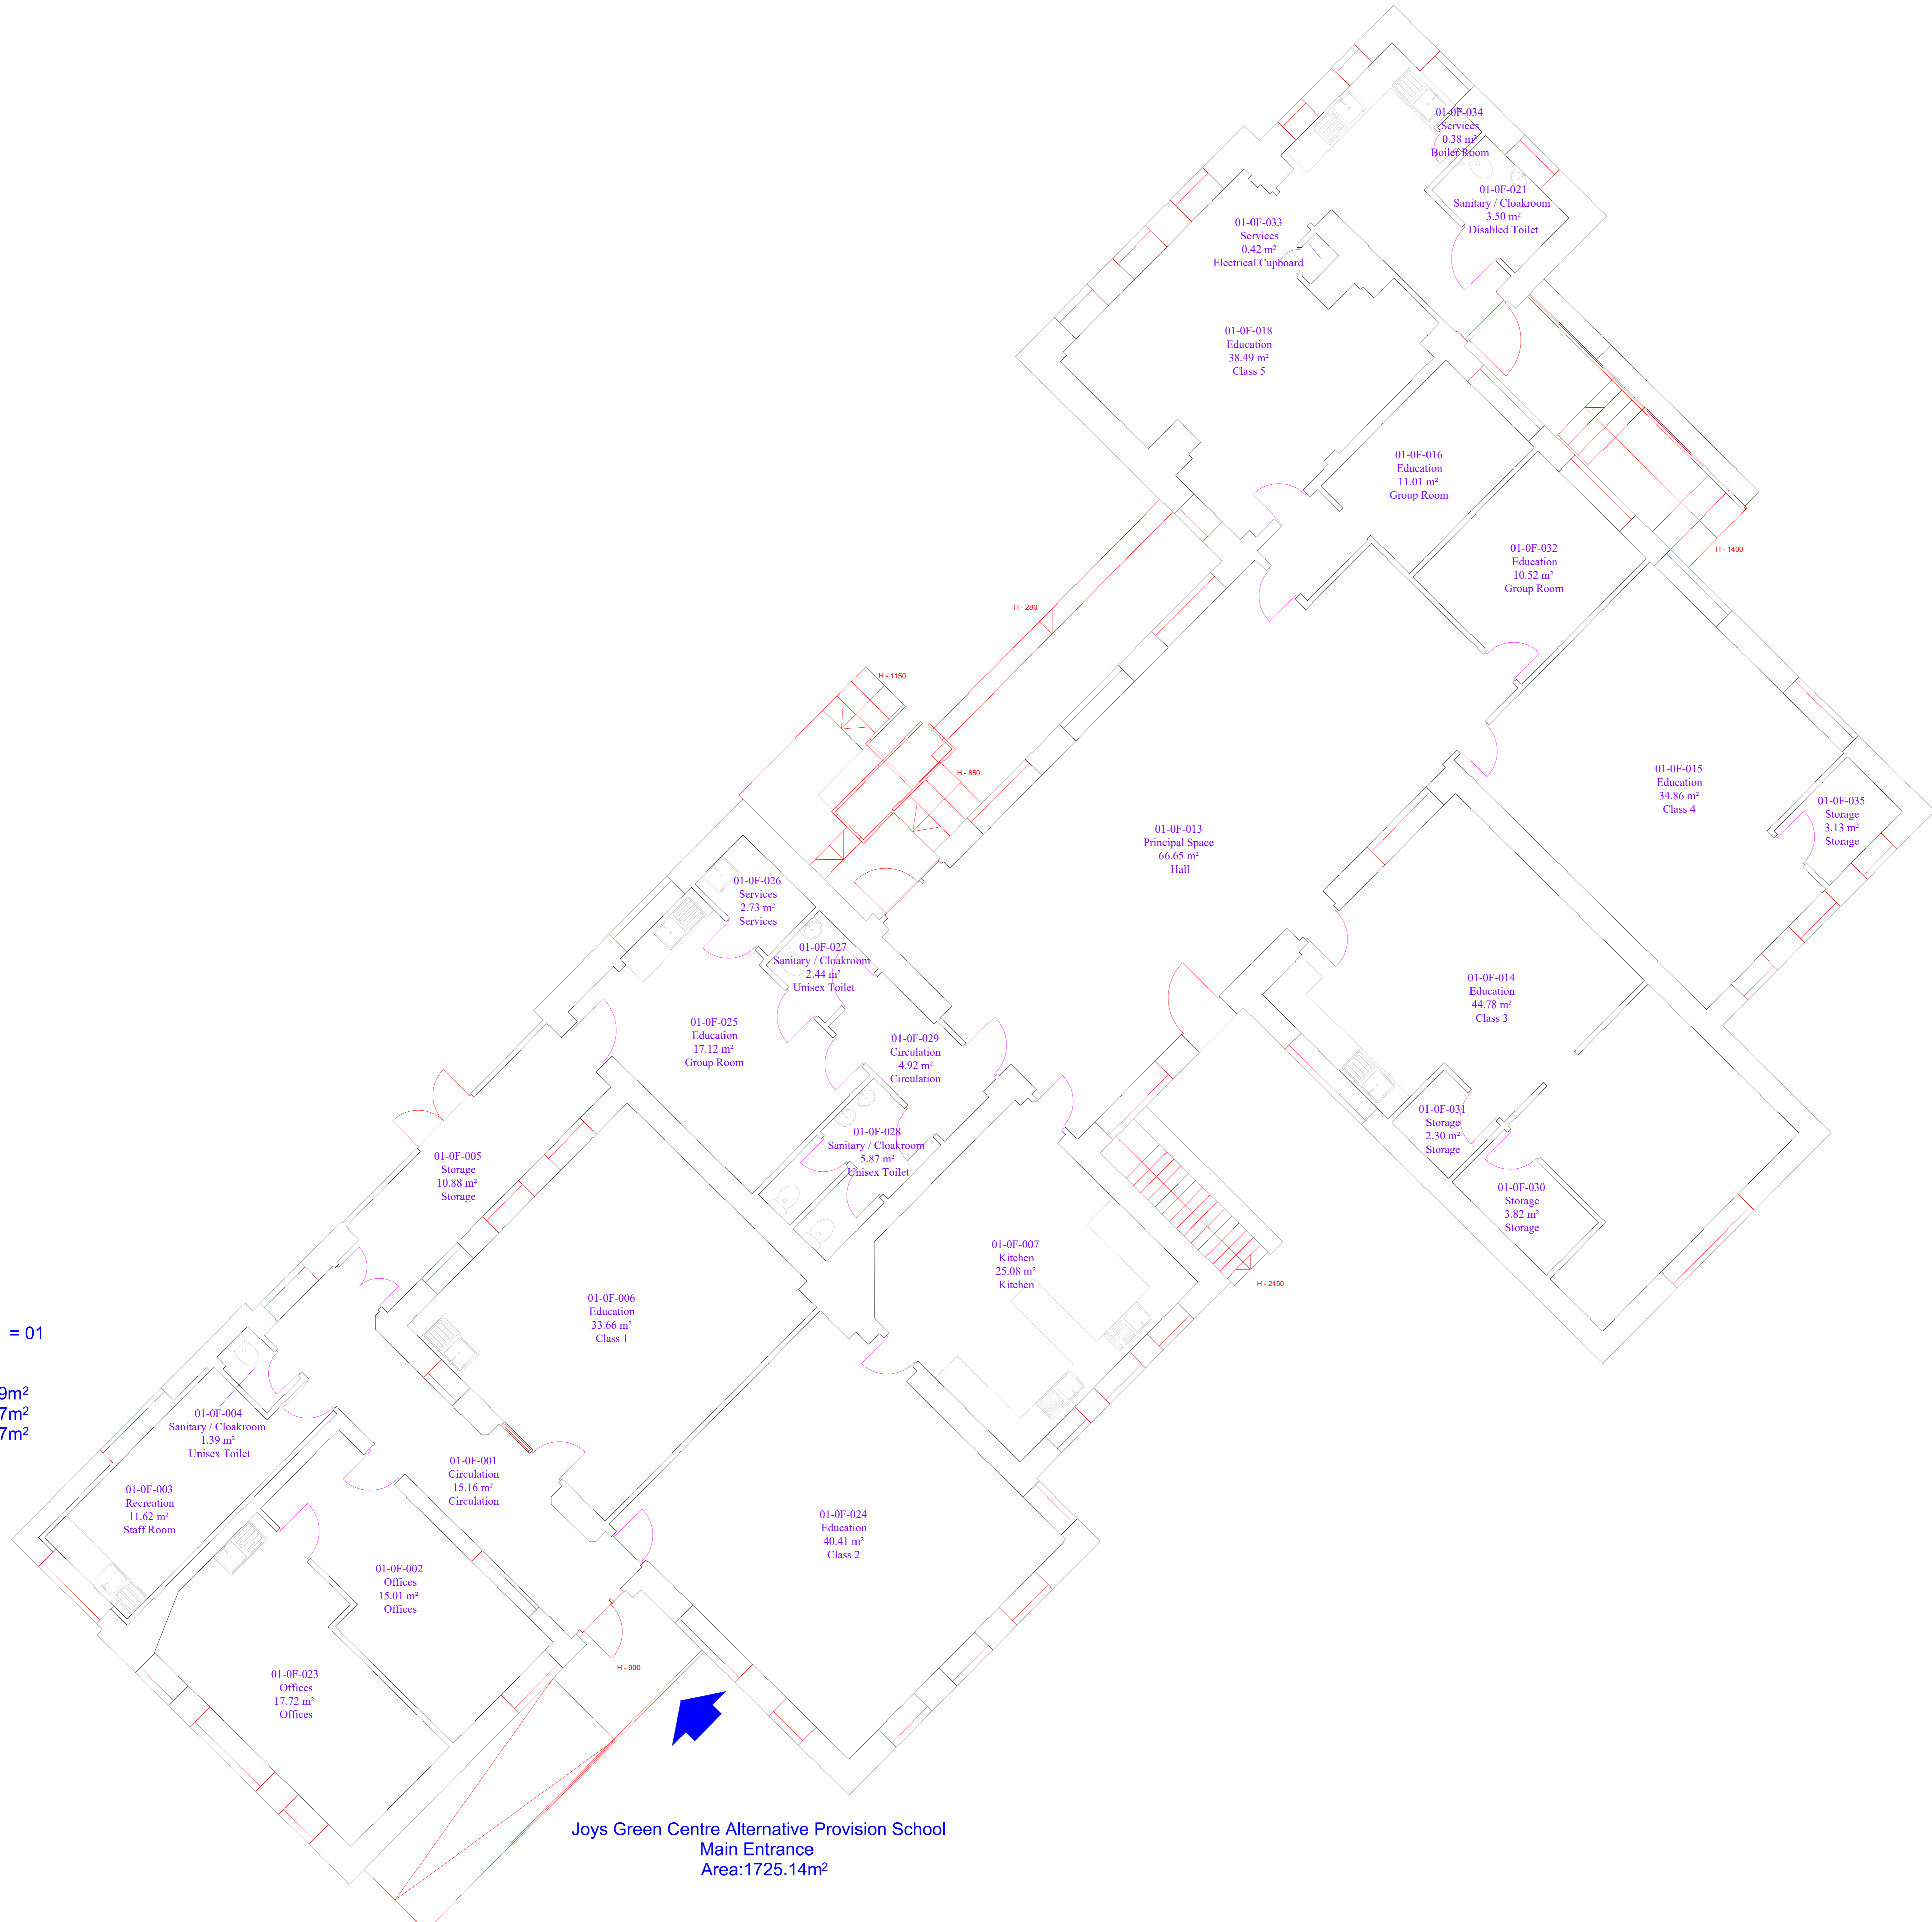 01-0F-034
Services
0.38 m²
Boiler Room
01-0F-021
Sanitary / Cloakroom
3.50 m²
Disabled Toilet
01-0F-033
Services
0.42 m²
Electrical Cupboard
01-0F-018
Education
38.49 m²
Class 5
01-0F-016
Education
11.01 m²
Group Room
01-0F-032
Education
10.52 m²
Group Room
H - 1400
H - 280
H - 1150
H - 850
01-0F-015
Education
34.86 m²
Class 4
01-0F-035
Storage
3.13 m²
Storage
01-0F-013
Principal Space
66.65 m²
Hall
01-0F-026
Services
2.73 m²
Services
01-0F-027
Sanitary / Cloakroom
2.44 m²
Unisex Toilet
01-0F-014
Education
44.78 m²
Class 3
01-0F-025
Education
17.12 m²
Group Room
01-0F-029
Circulation
4.92 m²
Circulation
01-0F-031
Storage
2.30 m²
Storage
01-0F-028
Sanitary / Cloakroom
5.87 m²
Unisex Toilet
01-0F-005
Storage
10.88 m²
Storage
01-0F-030
Storage
3.82 m²
Storage
01-0F-007
Kitchen
25.08 m²
Kitchen
H - 2150
01-0F-006
Education
33.66 m²
Class 1
= 01
9m²
7m²
7m²
01-0F-004
Sanitary / Cloakroom
1.39 m²
Unisex Toilet
01-0F-001
Circulation
15.16 m²
Circulation
01-0F-003
Recreation
11.62 m²
Staff Room
01-0F-024
Education
40.41 m²
Class 2
01-0F-002
Offices
15.01 m²
Offices
01-0F-023
Offices
17.72 m²
Offices
H - 900
Joys Green Centre Alternative Provision School
Main Entrance
Area:1725.14m²